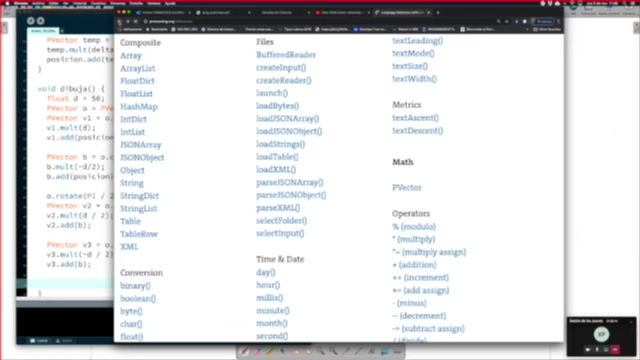 PVector temp =
temp.mult(delta
posicion.add(te
}
void dibuja() {
float d = 50;
PVector o =
PVector v1 = o.
v1.mult(d);
v1.add(posicion
PVector b = o.c
b.mult(-d/2);
b.add(posicion)
o.rotate(PI / 2
PVector v2 = o.
v2.mult(d / 2);
v2.add(b);
PVector v3 = o.
v3.mult(-d / 2)
v3.add(b);
}
Composite
Array
ArrayList
FloatDict
FloatList
HashMap
IntDict
IntList
JSONArray
JSONObject
Object
String
StringDict
StringList
Table
TableRow
XML
Conversion
binary()
boolean()
byte()
char()
float()
Files
BufferedReader
createInput()
createReader()
launch()
loadBytes()
loadJSONArray()
loadJSONObject()
loadStrings()
loadTable()
loadXML()
parseJSONArray()
parseJSONObject()
parseXML()
selectFolder()
selectInput()
Time & Date
day()
hour()
millis()
minute()
month()
second()
textLeading()
textMode()
textSize()
textWidth()
Metrics
textAscent()
textDescent()
Math
PVector
Operators
% (modulo)
* (multiply)
*= (multiply assign)
+ (addition)
++ (increment)
+= (add assign)
- (minus)
-- (decrement)
-= (subtract assign)
/ (divide)
XP